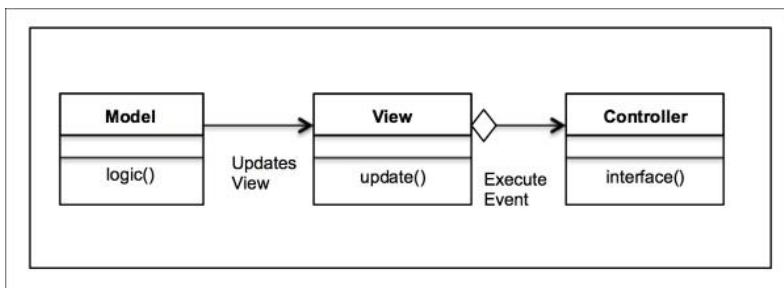 Model
View
Controller
logic()
Updates
View
update()
Execute
Event
interface()